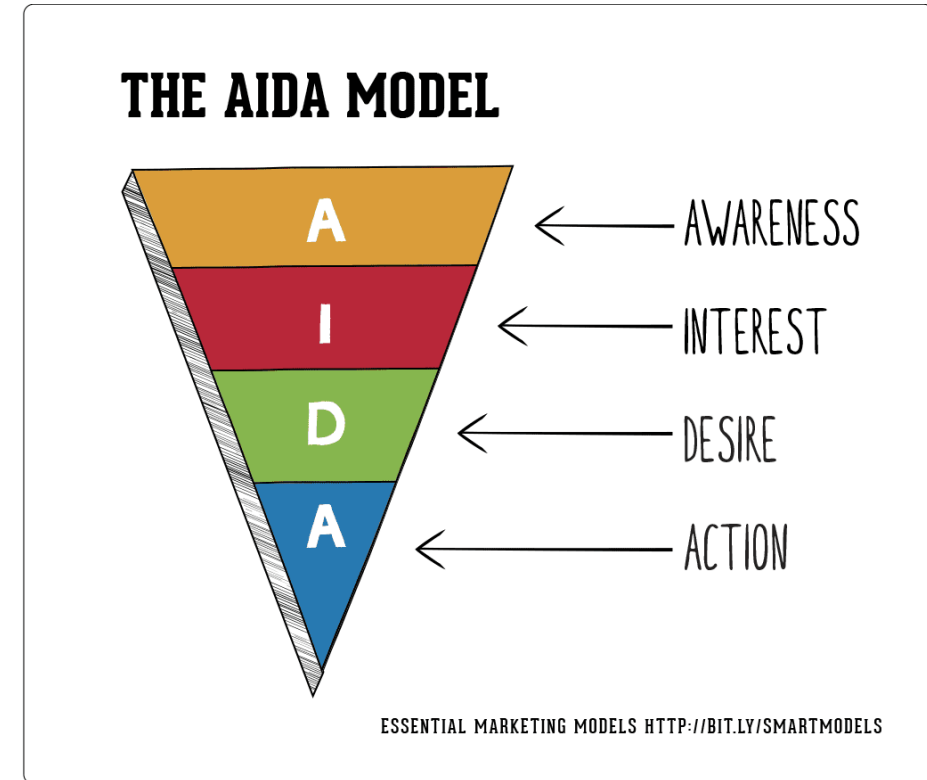 THE AIDA MODEL
A
AWARENESS
I
INTEREST
D
DESIRE
A
ACTION
ESSENTIAL MARKETING MODELS HTTP://BIT.LY/SMARTMODELS